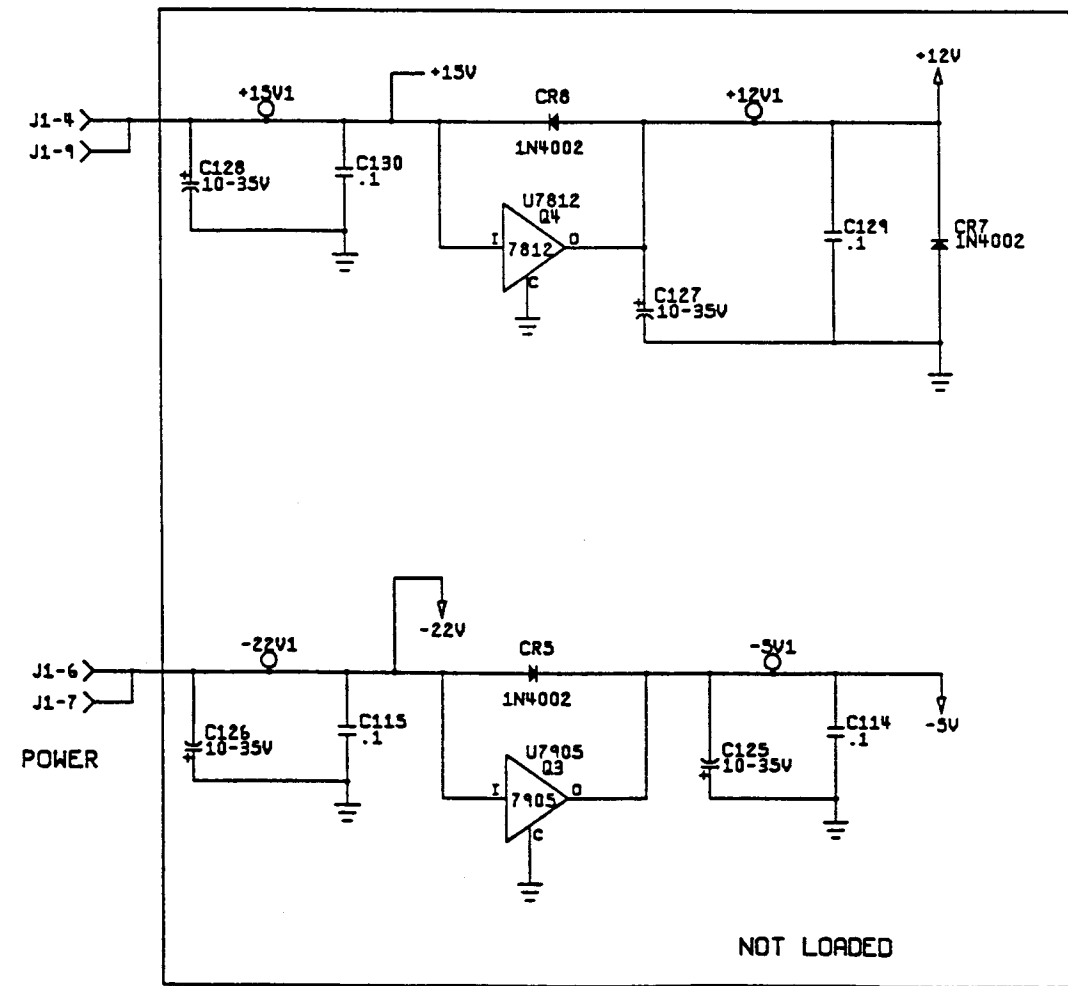 +12V
+15V
+15V1
CR6
+12V1
J1-4
1N4002
J1-9
C128
10-35V
C130
.1
U7812
Q4
C129
.1
CR7
1N4002
I
7812
O
C
C127
10-35V
-22V
-22V1
CR5
-5V1
J1-6
J1-7
1N4002
-5V
C126
10-35V
C115
.1
U7905
Q3
C125
10-35V
C114
.1
POWER
I
7905
O
C
NOT LOADED